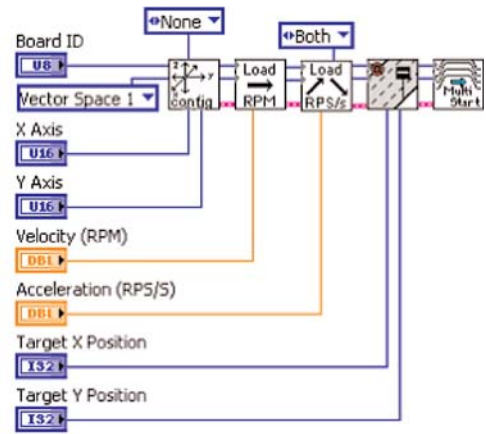 None
Board ID
Both
U8
Load
Load
Vector Space 1
config
RPM
RPS/s
Multi
Start
X Axis
U16
Y Axis
U16
Velocity (RPM)
DBL
Acceleration (RPS/S)
DBL
Target X Position
I32
Target Y Position
I32